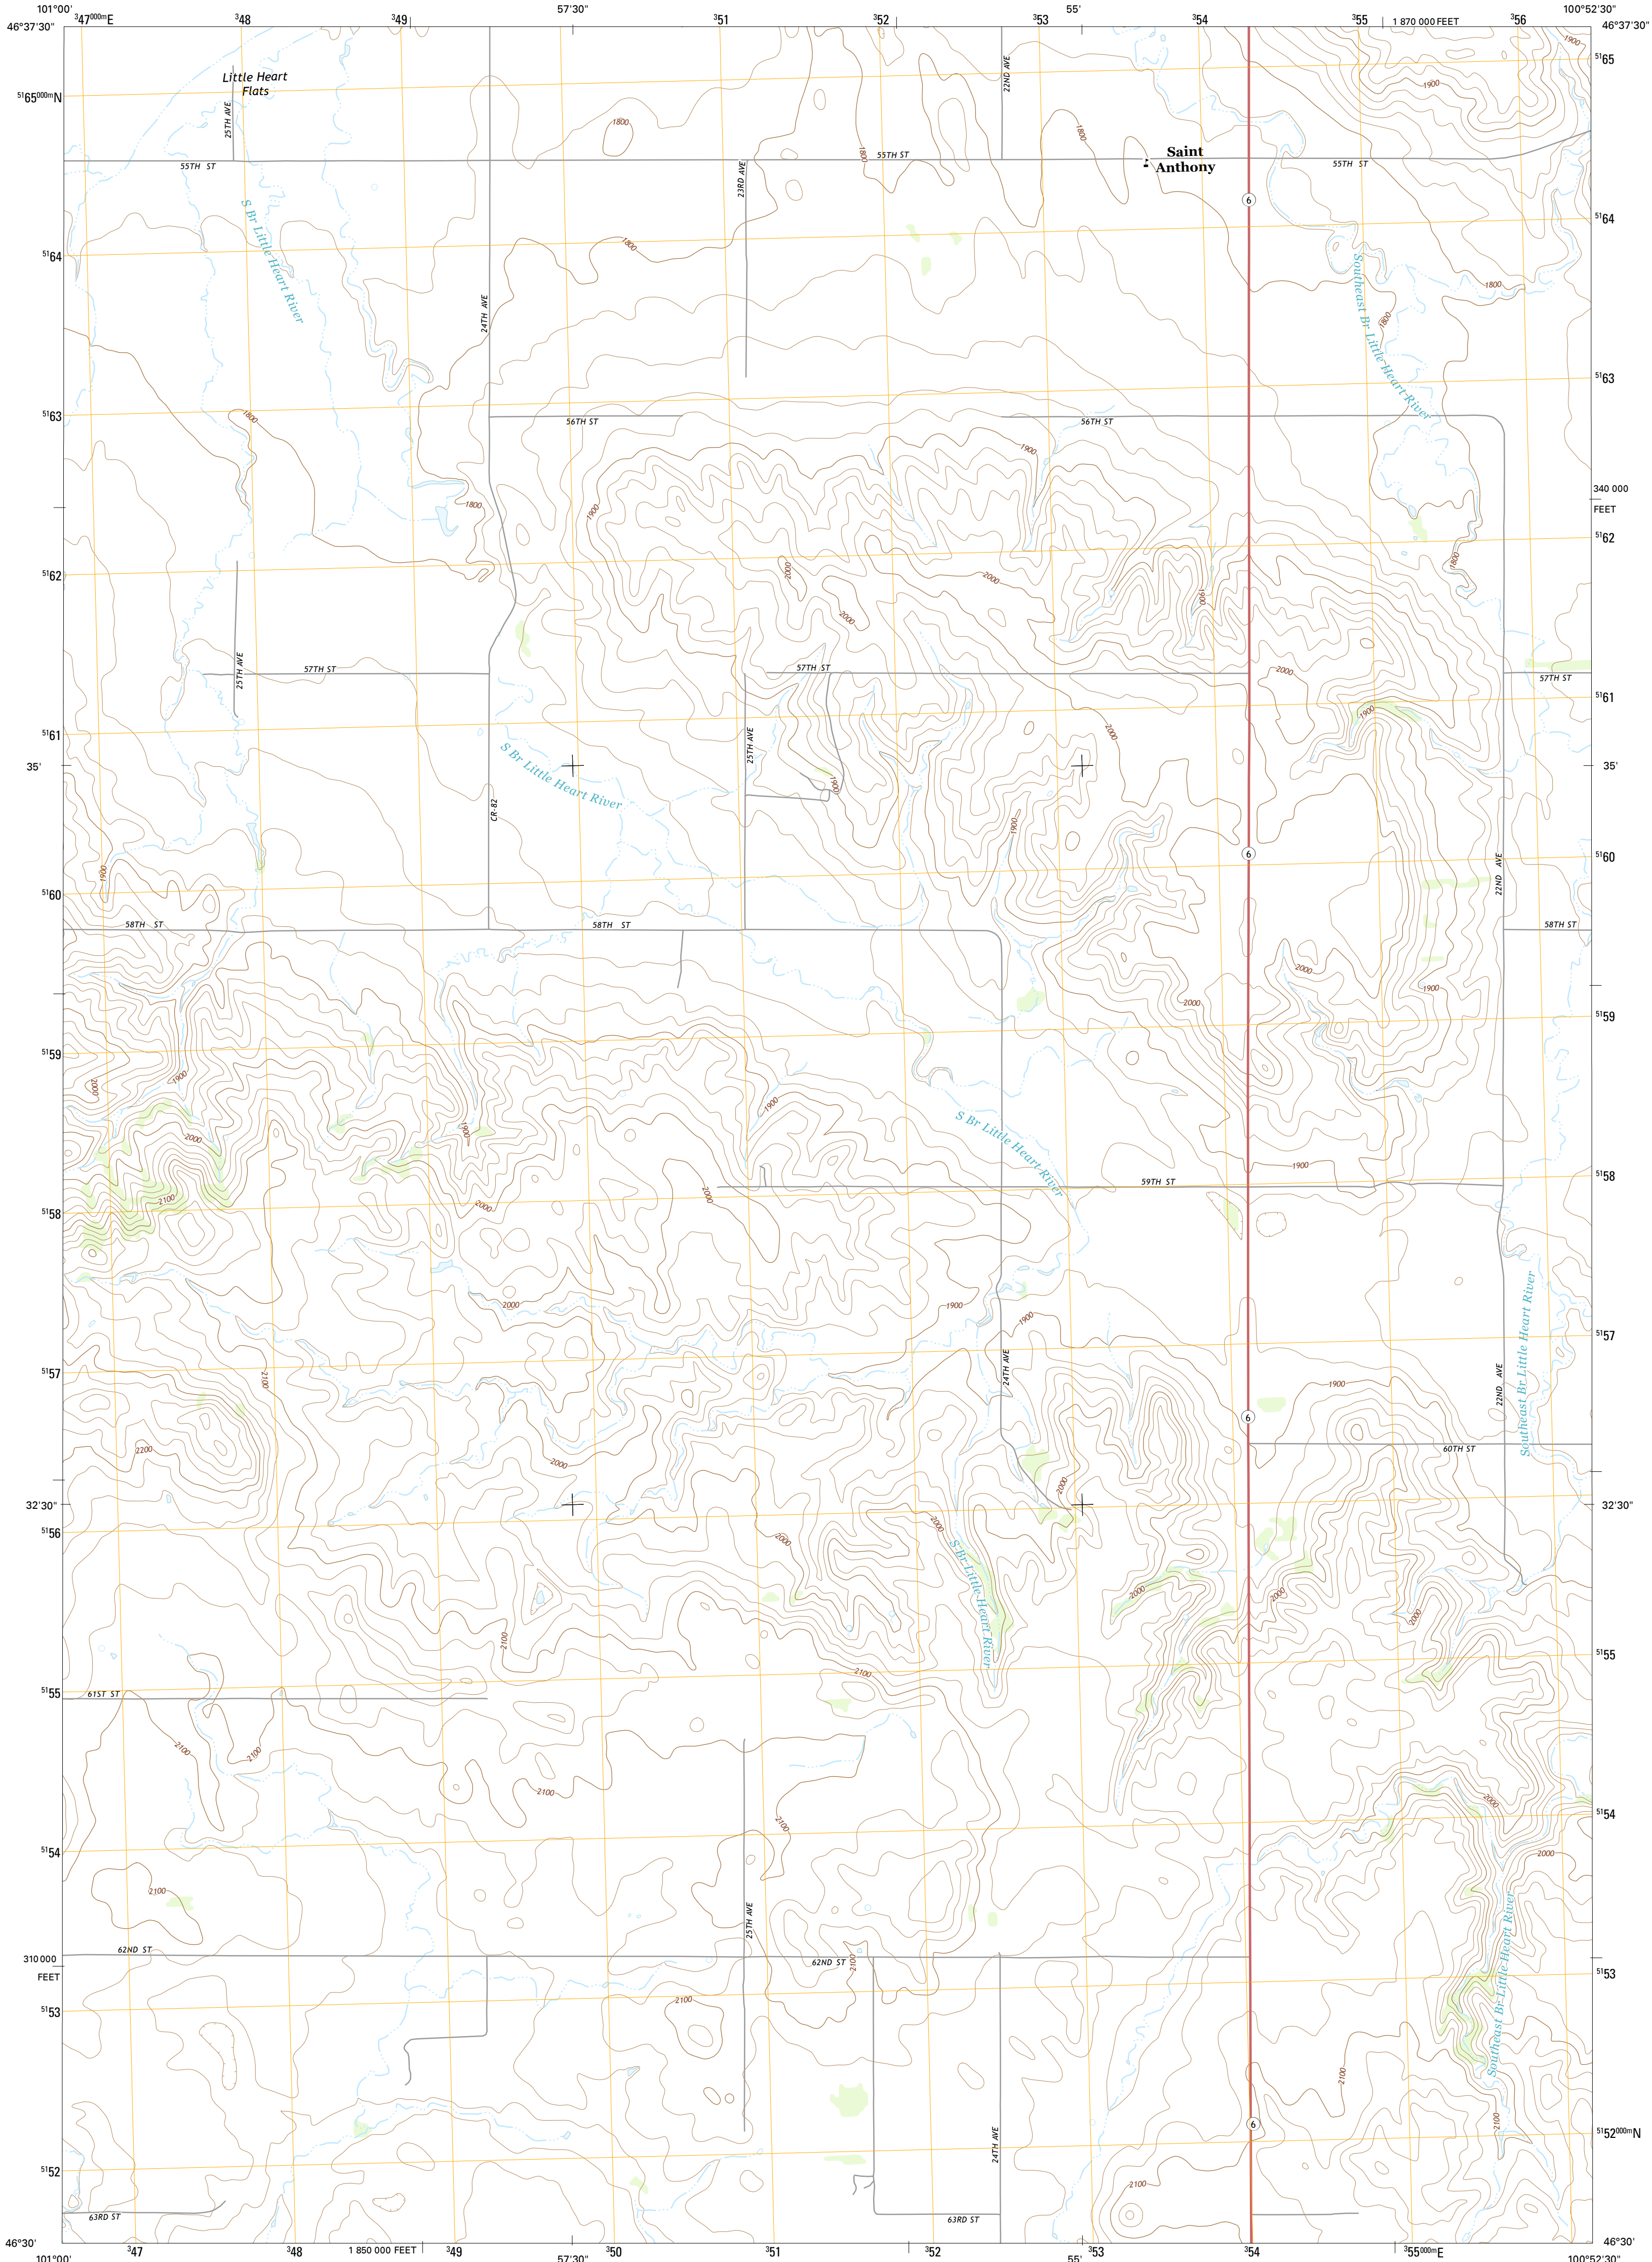 101°00'
³47⁰⁰⁰ᵐE
³48
³49
57'30"
³51
³52
³53
55'
³54
³55
1 870 000 FEET
³56
100°52'30"
46°37'30"
46°37'30"
1900
⁵¹65
Little Heart
Flats
22ND AVE
1900
⁵¹65⁰⁰⁰ᵐN
25TH AVE
1800
1800
1800
55TH ST
55TH ST
Saint
Anthony
55TH ST
23RD AVE
6
S Br Little Heart River
⁵¹64
1800
⁵¹64
Southeast Br Little Heart River
1800
24TH AVE
1800
⁵¹63
⁵¹63
1800
56TH ST
56TH ST
1900
340 000
FEET
1800
1900
⁵¹62
1800
⁵¹62
2000
2000
1900
2000
25TH AVE
57TH ST
57TH ST
2000
57TH ST
⁵¹61
1900
⁵¹61
2000
25TH AVE
S Br Little Heart River
35'
35'
1900
CR-82
1900
6
⁵¹60
1900
22ND AVE
⁵¹60
58TH ST
58TH ST
58TH ST
2000
1900
2000
⁵¹59
⁵¹59
1900
2000
1900
S Br Little Heart River
1900
2000
1900
⁵¹58
59TH ST
2100
2000
2000
⁵¹58
Southeast Br Little Heart River
2000
1900
1900
⁵¹57
⁵¹57
24TH AVE
2100
1900
22ND AVE
6
2200
60TH ST
2000
2000
32'30"
32'30"
⁵¹56
2000
2000
S Br Little Heart River
2000
2000
2000
2100
⁵¹55
2100
⁵¹55
61ST ST
2100
2100
2100
2000
⁵¹54
2100
⁵¹54
2000
2100
Southeast Br Little Heart River
25TH AVE
62ND ST
62ND ST
2100
310 000
FEET
⁵¹53
2100
⁵¹53
2100
2100
6
⁵¹52⁰⁰⁰ᵐN
24TH AVE
⁵¹52
2100
63RD ST
63RD ST
46°30'
46°30'
³47
³48
1 850 000 FEET
³49
³50
³51
³52
³53
³54
³55⁰⁰⁰ᵐE
101°00'
57'30"
55'
100°52'30"